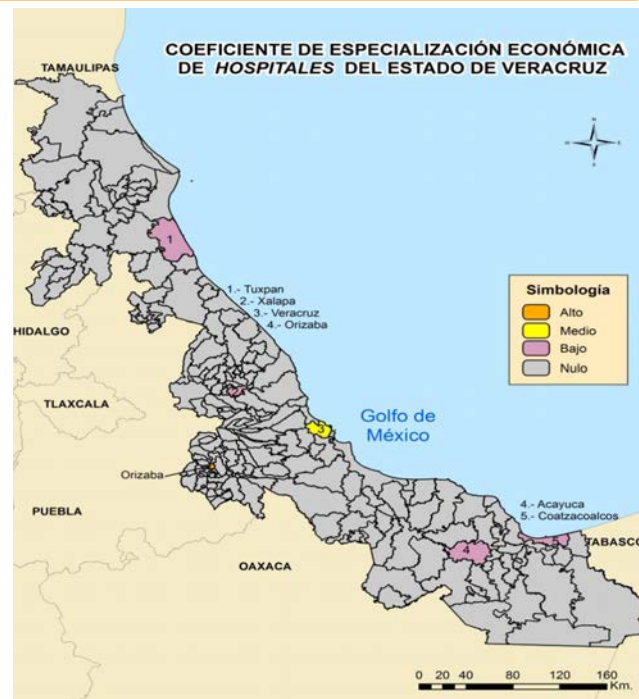 COEFICIENTE DE ESPECIALIZACIÓN ECONÓMICA
DE HOSPITALES DEL ESTADO DE VERACRUZ
TAMAULIPAS
N
E
S
1
1.- Tuxpan
2.- Xalapa
3.- Veracruz
4.- Orizaba
Simbología
Alto
Medio
Bajo
Nulo
HIDALGO
TLAXCALA
3
Golfo de
México
Orizaba
PUEBLA
4.- Acayuca
5.- Coatzacoalcos
5
TABASCO
4
OAXACA
0 20 40 80 120 160
Km.